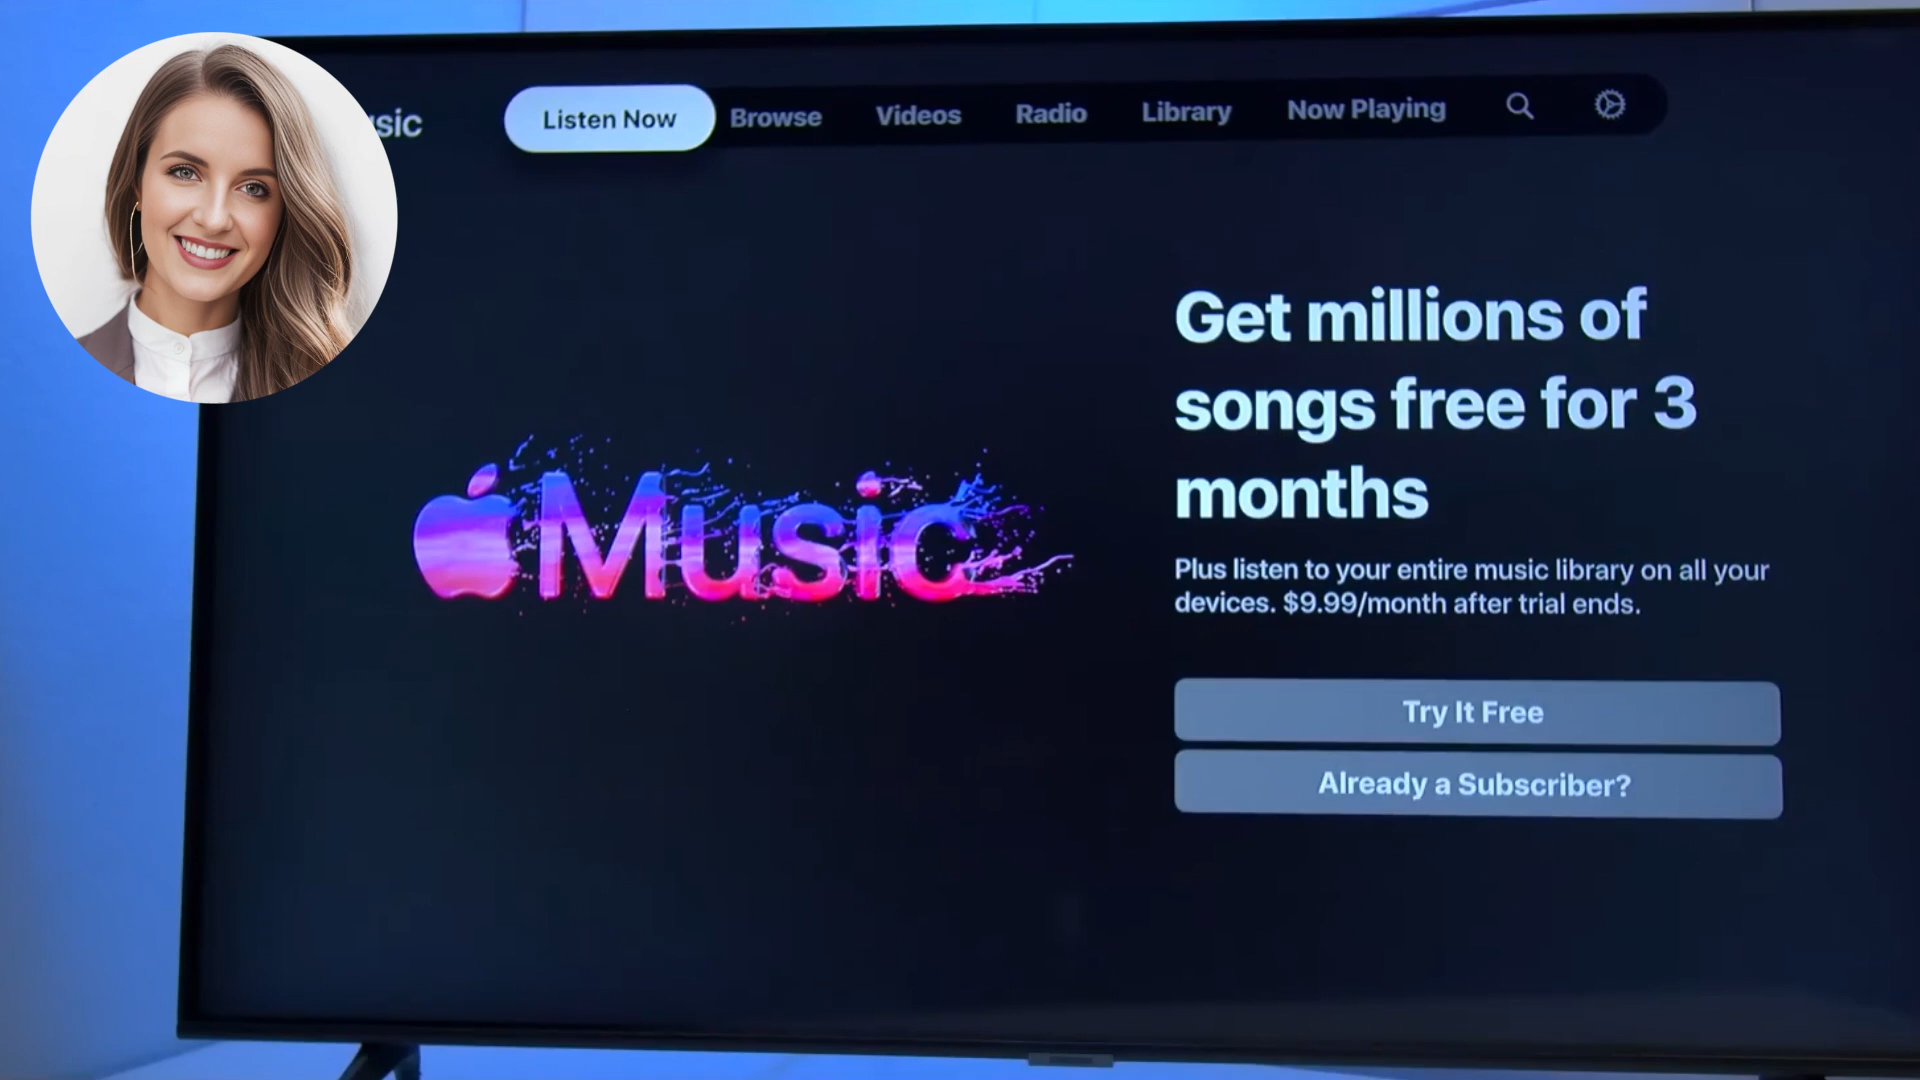 sic
Listen Now
Browse
Videos
Radio
Library
Now Playing
Music
Get millions of
songs free for 3
months
Plus listen to your entire music library on all your
devices. $9.99/month after trial ends.
Try It Free
Already a Subscriber?